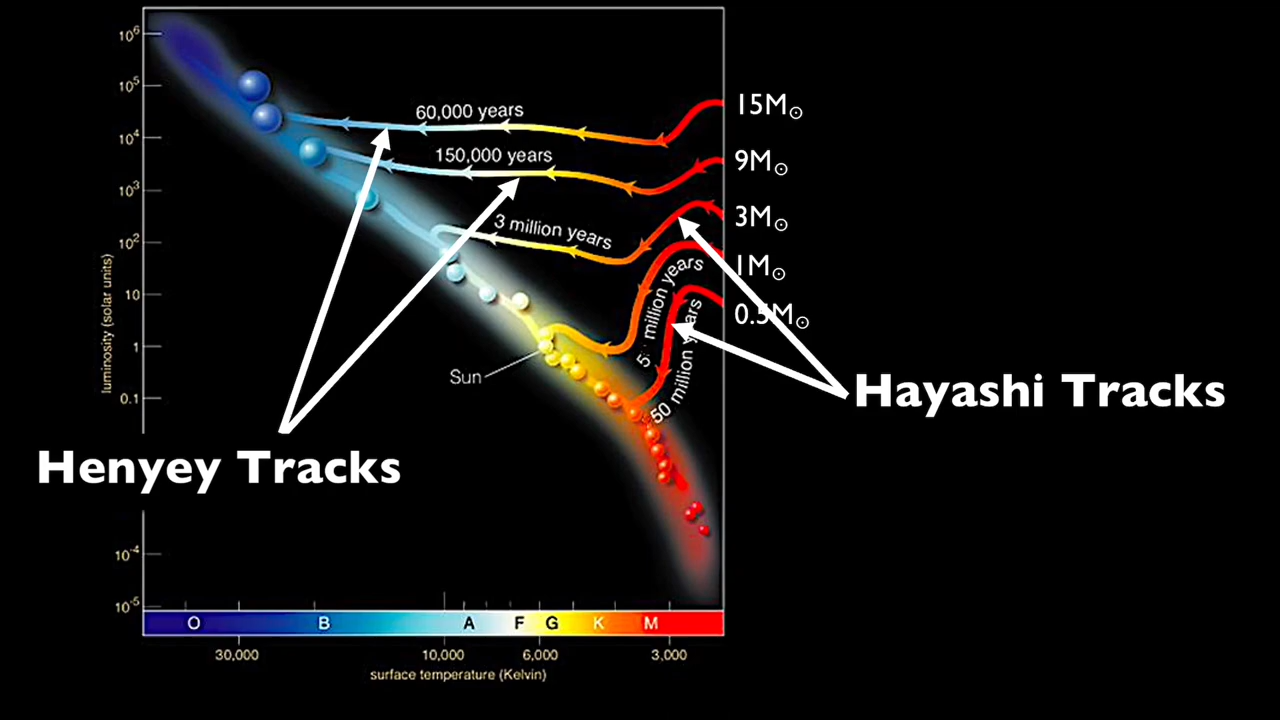 10⁶
10⁵
10⁴
10³
10²
10
1
0.1
10⁻⁴
10⁻⁵
luminosity (solar units)
60,000 years
150,000 years
3 million years
million years
50 million years
15M☉
9M☉
3M☉
1M☉
0.5M☉
Sun
Hayashi Tracks
Henyey Tracks
O B A F G K M
30,000 10,000 6,000 3,000
surface temperature (Kelvin)